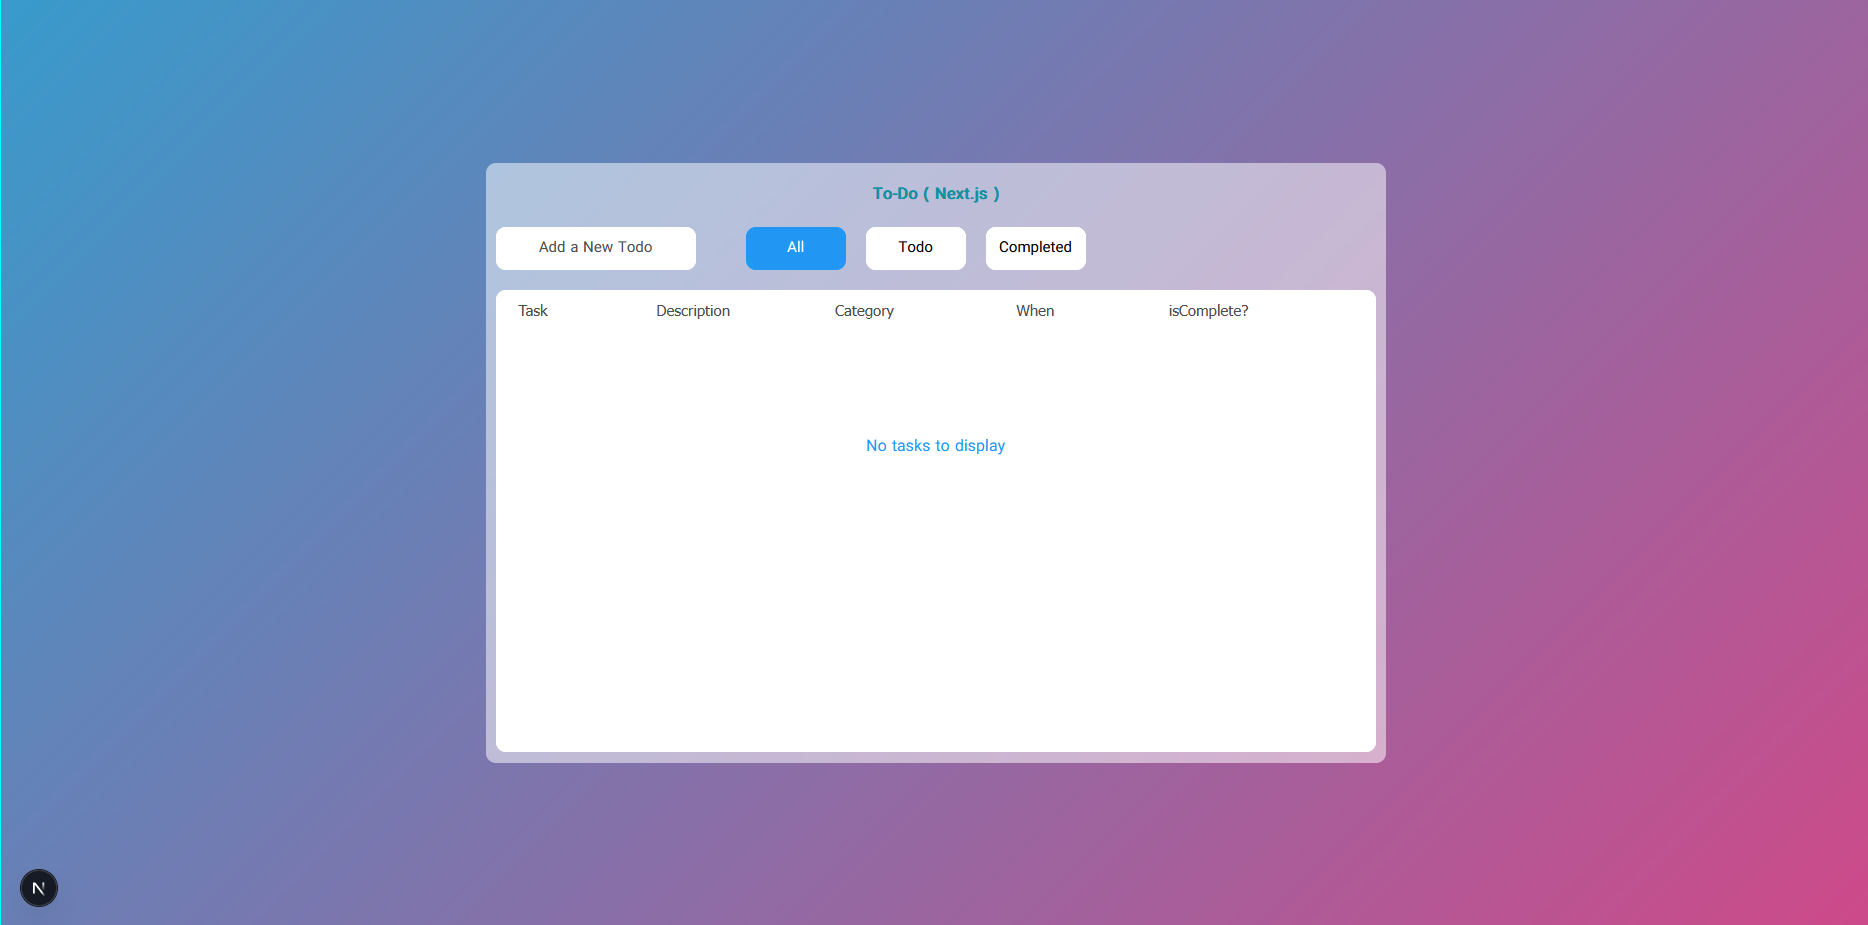 To-Do ( Next.js )
Add a New Todo All Todo Completed
Task Description Category When isComplete?
No tasks to display
N